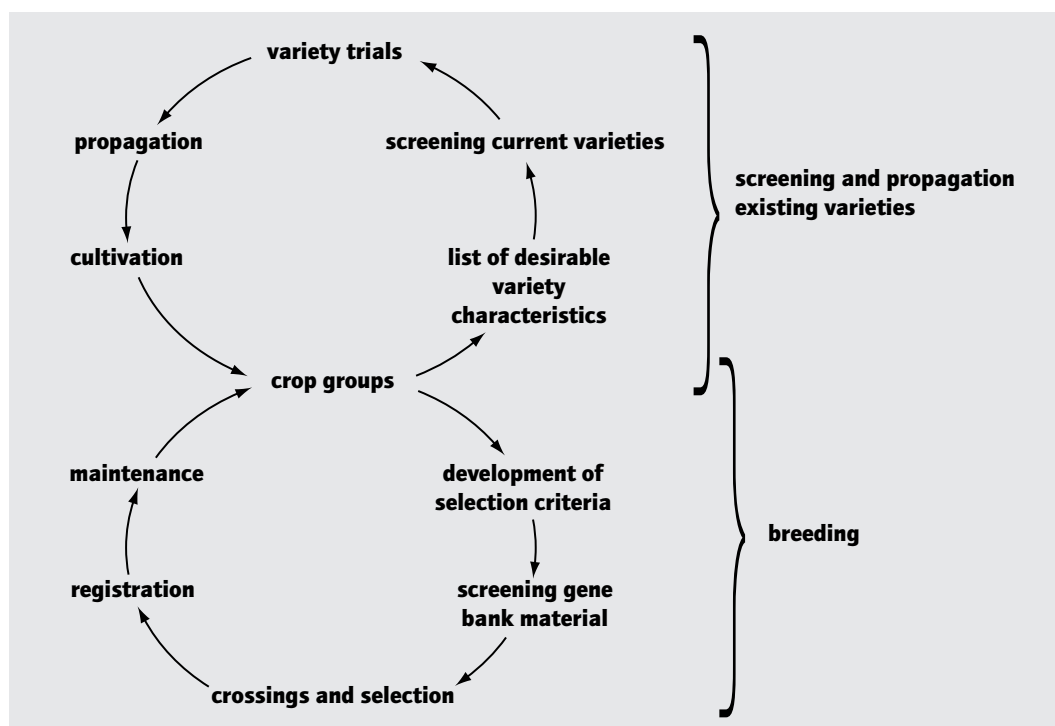 variety trials
propagation
screening current varieties
screening and propagation
existing varieties
cultivation
list of desirable
variety
characteristics
crop groups
maintenance
development of
selection criteria
breeding
registration
screening gene
bank material
crossings and selection